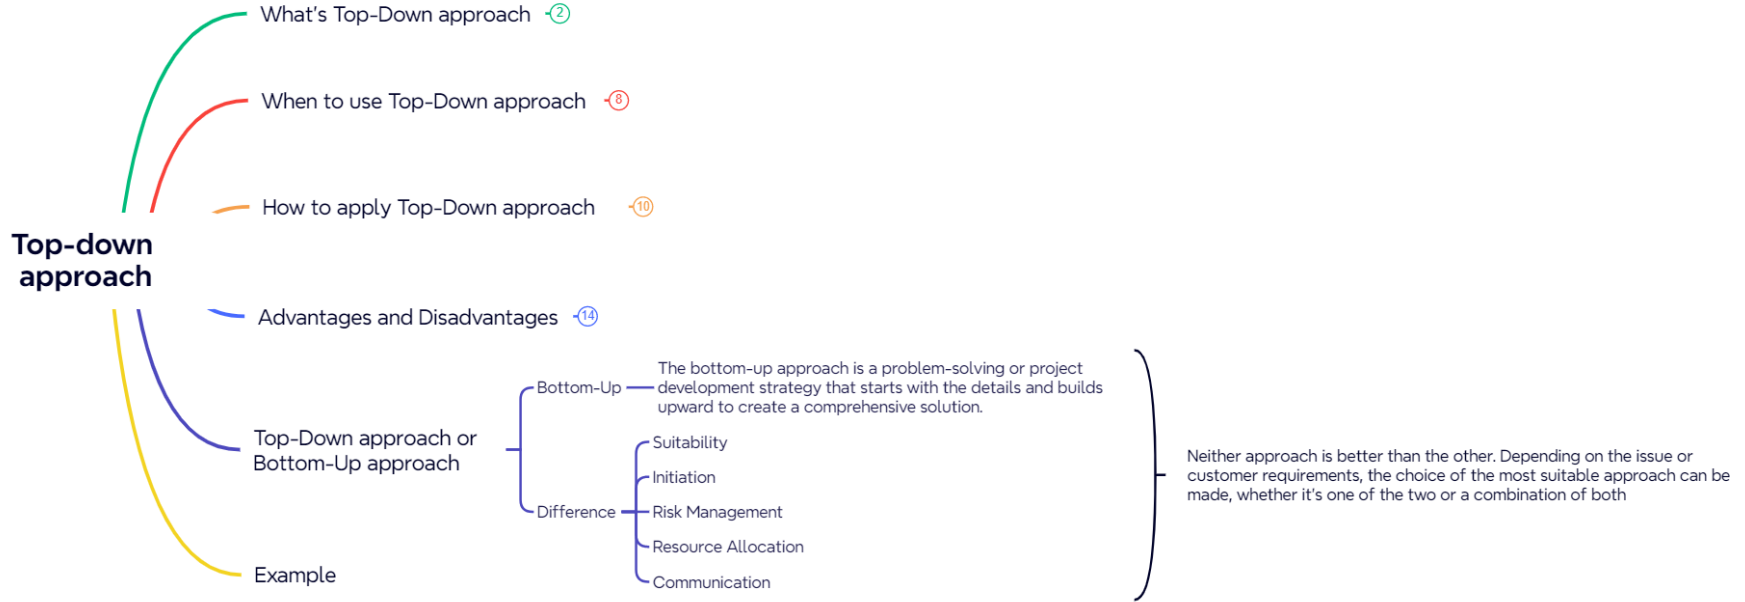 What's Top-Down approach 2
When to use Top-Down approach 8
How to apply Top-Down approach 10
Top-down
approach
Advantages and Disadvantages 14
Top-Down approach or
Bottom-Up approach
Bottom-Up
The bottom-up approach is a problem-solving or project
development strategy that starts with the details and builds
upward to create a comprehensive solution.
Difference
Suitability
Initiation
Risk Management
Resource Allocation
Communication
Neither approach is better than the other. Depending on the issue or
customer requirements, the choice of the most suitable approach can be
made, whether it's one of the two or a combination of both
Example